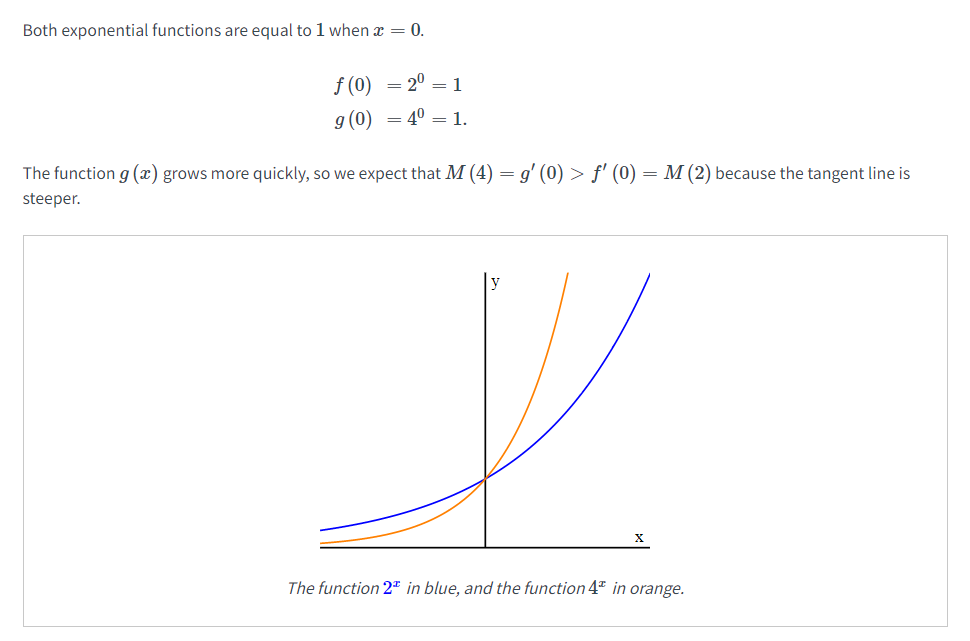 Both exponential functions are equal to 1 when x = 0.
f (0) = 2⁰ = 1
g (0) = 4⁰ = 1.
The function g (x) grows more quickly, so we expect that M (4) = g′ (0) > f′ (0) = M (2) because the tangent line is
steeper.
y
x
The function 2ˣ in blue, and the function 4ˣ in orange.